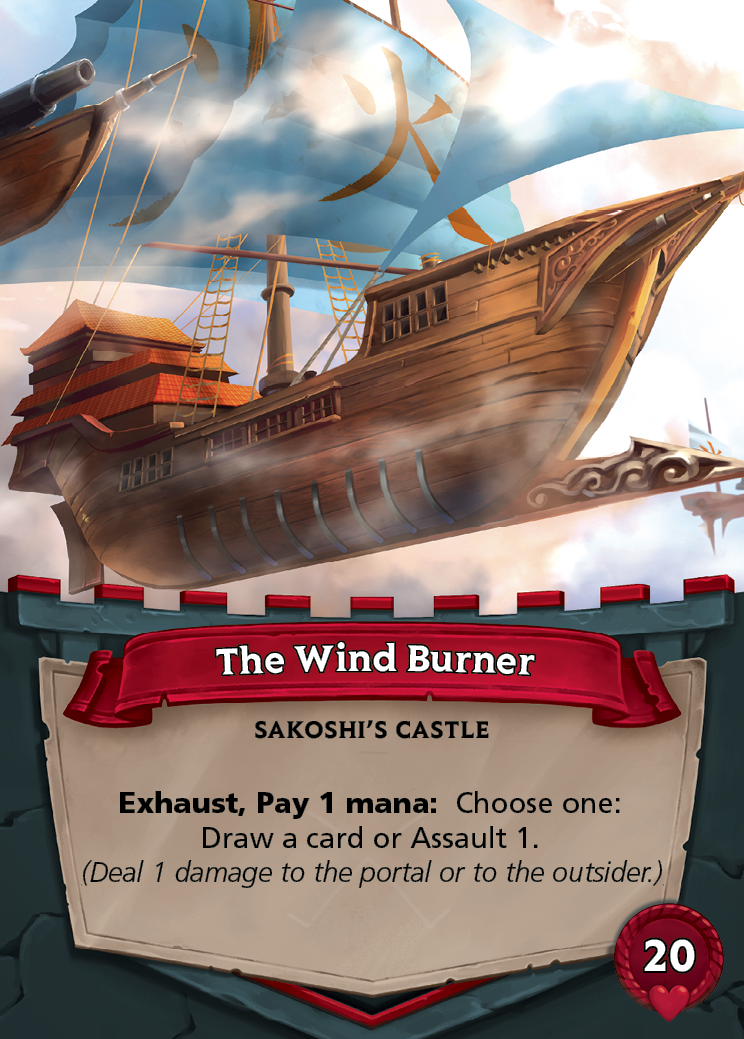 火
The Wind Burner
SAKOSHI'S CASTLE
Exhaust, Pay 1 mana: Choose one:
Draw a card or Assault 1.
(Deal 1 damage to the portal or to the outsider.)
20